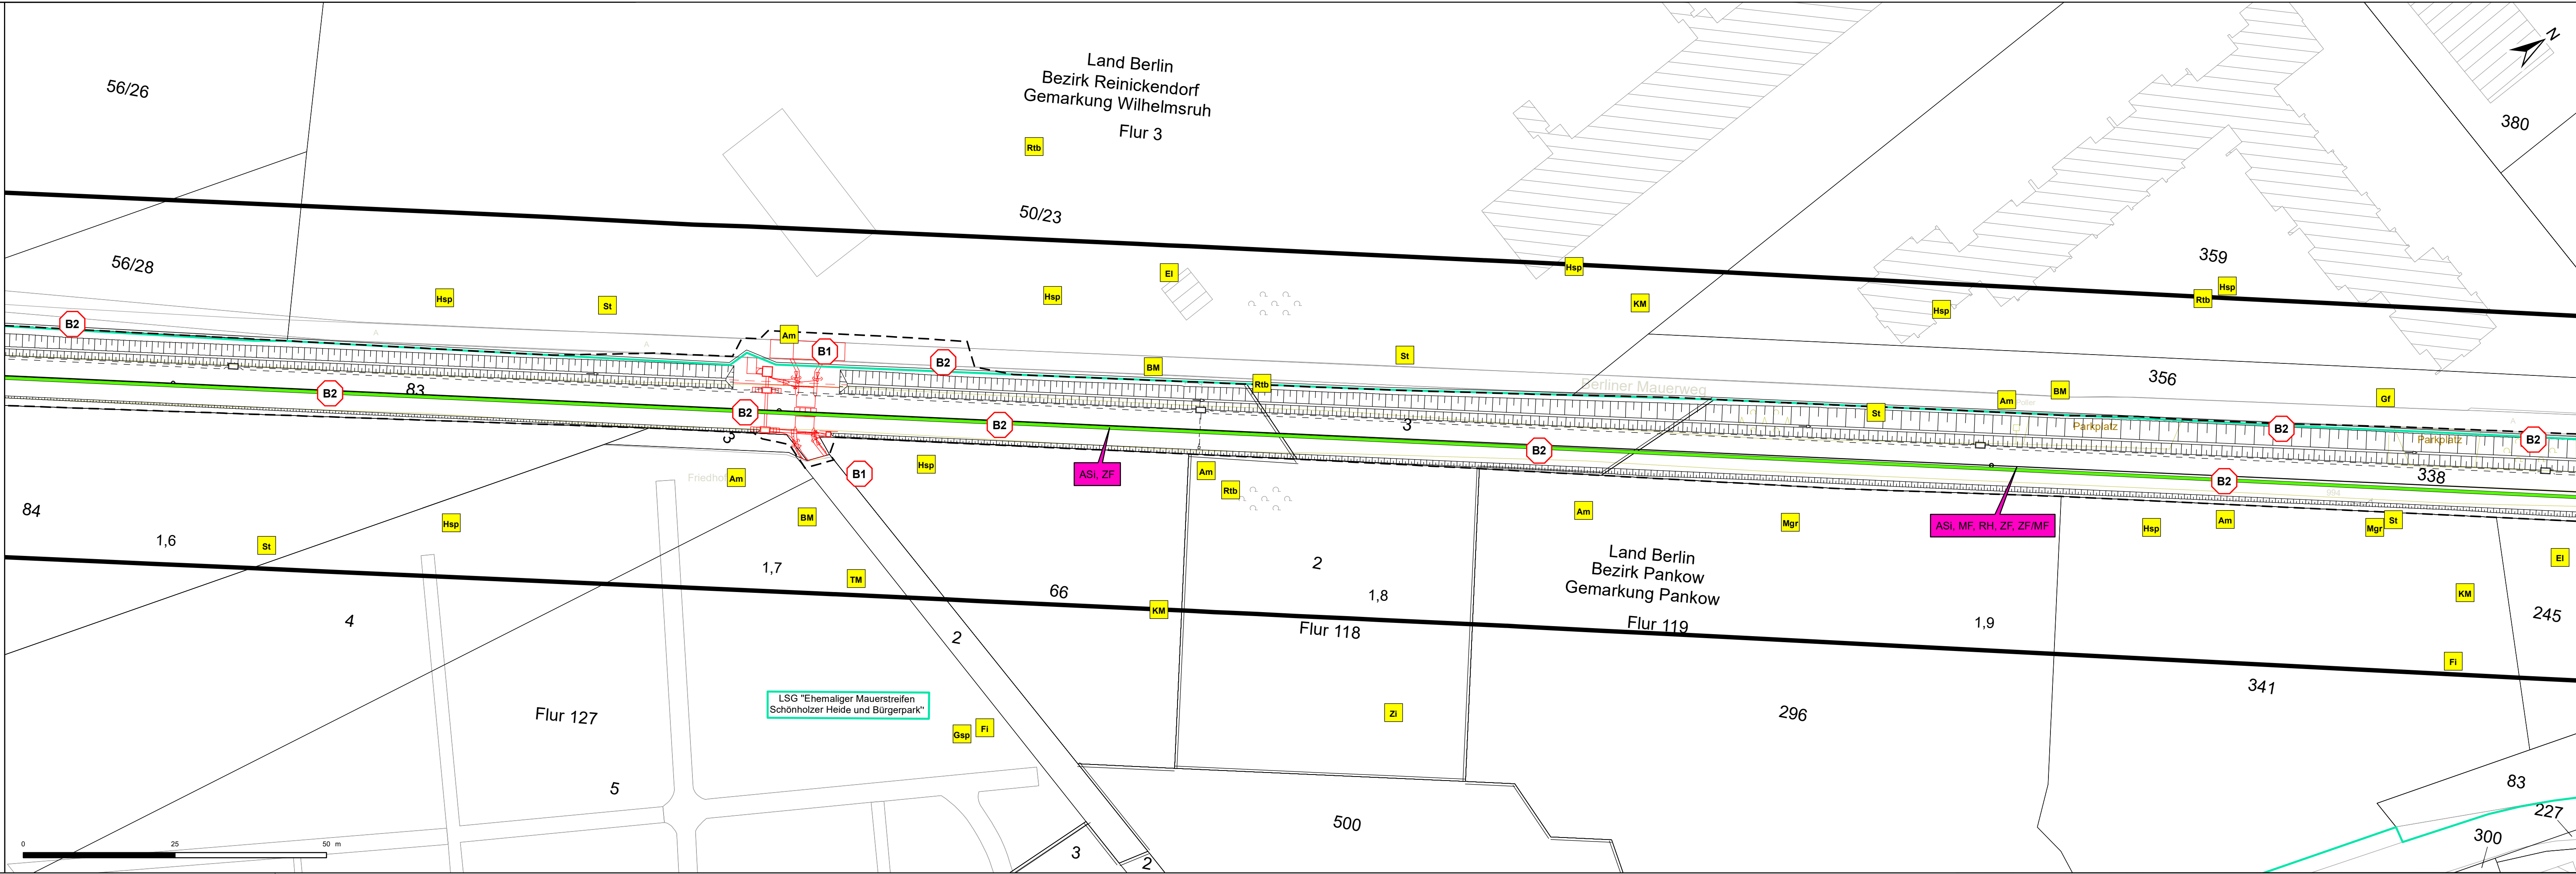 Land Berlin
Bezirk Reinickendorf
Gemarkung Wilhelmsruh
Flur 3
56/26
Rtb
50/23
N
380
359
56/28
Hsp
St
Hsp
El
Hsp
KM
Hsp
Rtb
Hsp
B2
A
A
Am
B1
B2
BM
Rtb
St
Berliner Mauerweg
St
Am
Poller
BM
356
Gf
A
B2
83
B2
B2
3
B2
Parkplatz
B2
Parkplatz
B2
338
B2
3
B1
Friedhof
Am
Hsp
ASi, ZF
Am
Rtb
Am
Mgr
ASi, MF, RH, ZF, ZF/MF
Hsp
Am
Mgr
St
994
El
84
1,6
St
Hsp
BM
1,7
TM
66
KM
2
1,8
Flur 118
Land Berlin
Bezirk Pankow
Gemarkung Pankow
Flur 119
1,9
KM
245
Fi
4
2
341
LSG "Ehemaliger Mauerstreifen
Schönholzer Heide und Bürgerpark"
Flur 127
Gsp
Fi
Zi
296
5
500
83
227
300
3
2
0 25 50 m